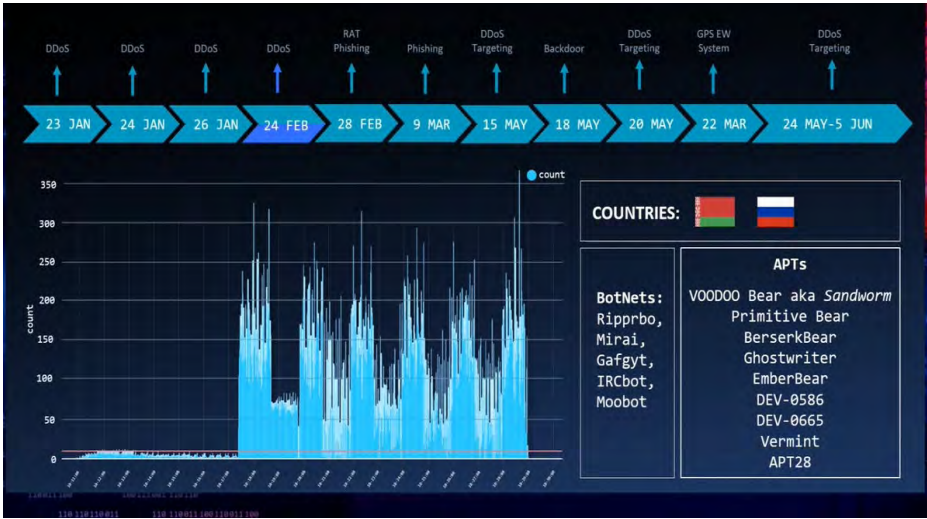 DDoS
DDoS
DDoS
DDoS
RAT
Phishing
Phishing
DDoS
Targeting
Backdoor
DDoS
Targeting
GPS EW
System
DDoS
Targeting
23 JAN
24 JAN
26 JAN
24 FEB
28 FEB
9 MAR
15 MAY
18 MAY
20 MAY
22 MAR
24 MAY-5 JUN
count
350
300
250
200
150
100
50
0
count
COUNTRIES:
BotNets:
Ripprbo,
Mirai,
Gafgyt,
IRCbot,
Moobot
APTs
VOODOO Bear aka Sandworm
Primitive Bear
BerserkBear
Ghostwriter
EmberBear
DEV-0586
DEV-0665
Vermint
APT28